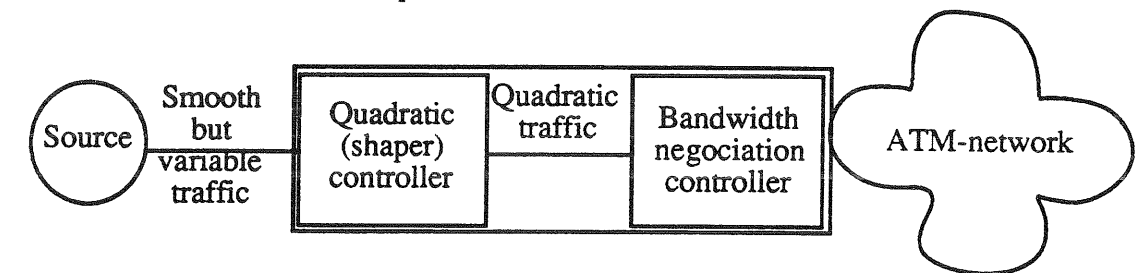 Source
Smooth
but
variable
traffic
Quadratic
(shaper)
controller
Quadratic
traffic
Bandwidth
negociation
controller
ATM-network